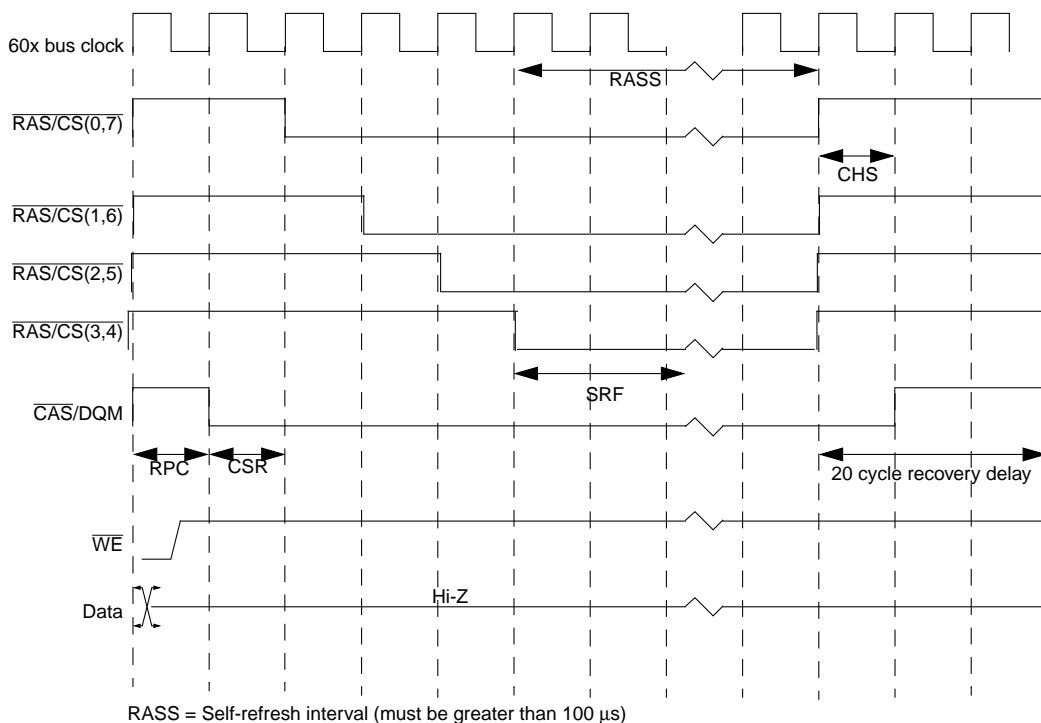 60x bus clock
RASS
RAS/CS(0,7)
CHS
RAS/CS(1,6)
RAS/CS(2,5)
RAS/CS(3,4)
SRF
CAS/DQM
RPC
CSR
20 cycle recovery delay
WE
Hi-Z
Data
RASS = Self-refresh interval (must be greater than 100 μs)